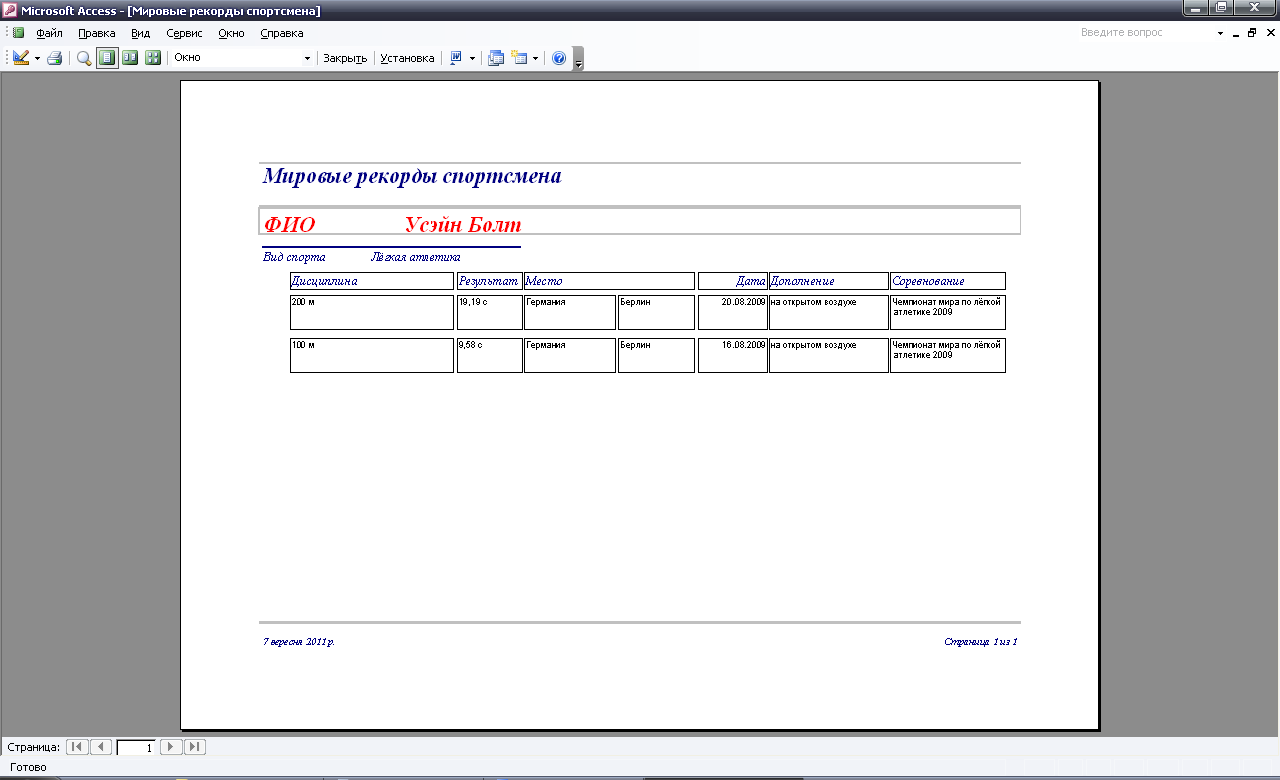 Microsoft Access - [Мировые рекорды спортсмена]
Файл Правка Вид Сервис Окно Справка Введите вопрос
Окно Закрыть Установка
Мировые рекорды спортсмена
ФИО Усэйн Болт
Вид спорта Лёгкая атлетика
Дисциплина Результат Место Дата Дополнение Соревнование
200 м 19,19 с Германия Берлин 20.08.2009 на открытом воздухе Чемпионат мира по лёгкой
атлетике 2009
100 м 9,58 с Германия Берлин 16.08.2009 на открытом воздухе Чемпионат мира по лёгкой
атлетике 2009
7 вересня 2011 р. Страница 1 из 1
Страница: 1
Готово